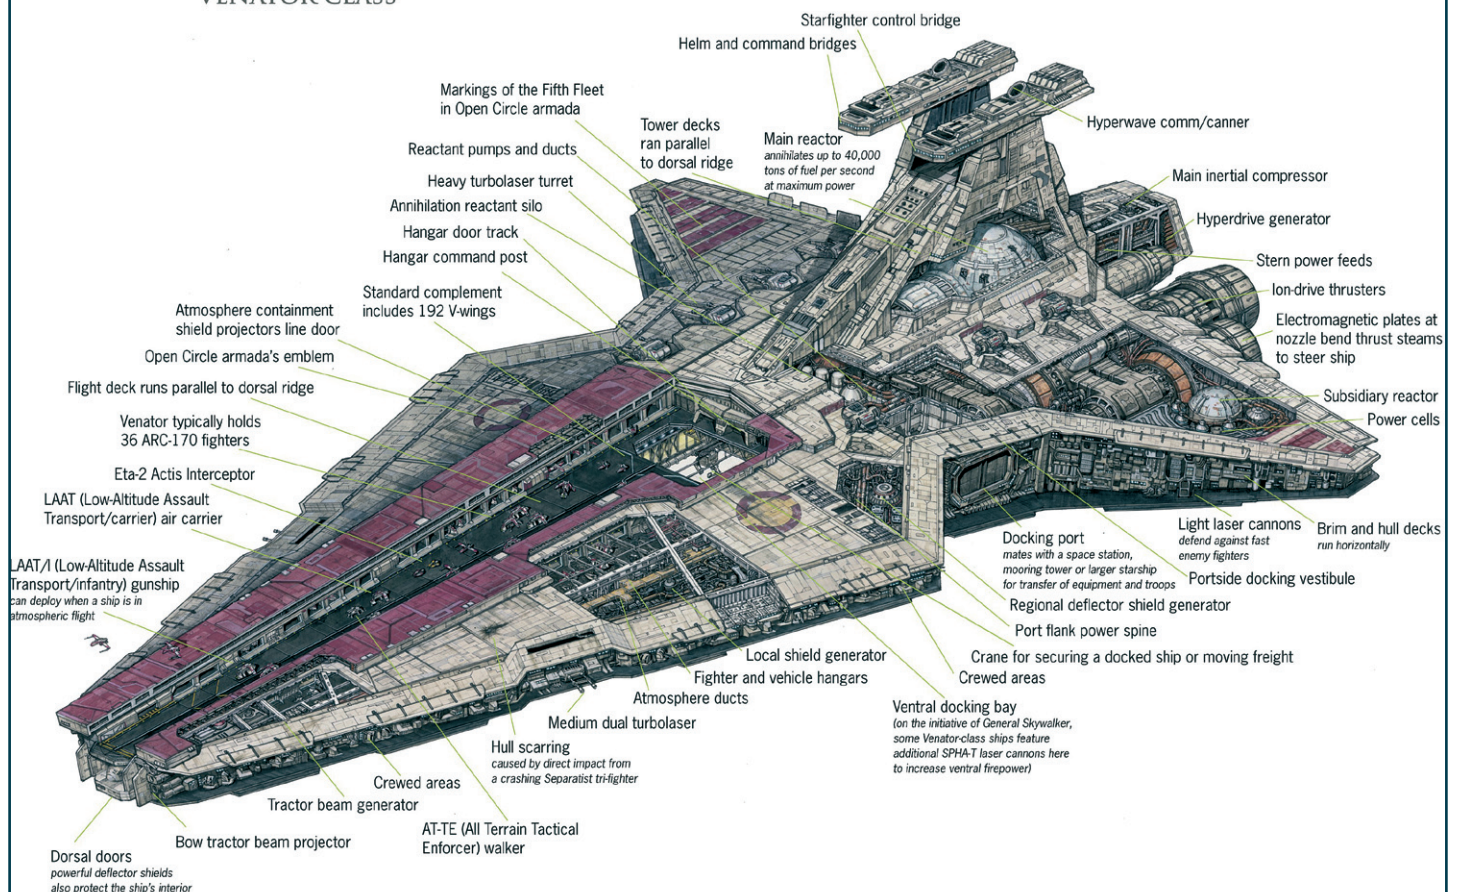 VENATOR CLASS
Starfighter control bridge
Helm and command bridges
Markings of the Fifth Fleet
in Open Circle armada
Tower decks
ran parallel
to dorsal ridge
Main reactor
annihilates up to 40,000
tons of fuel per second
at maximum power
Hyperwave comm/canner
Reactant pumps and ducts
Heavy turbolaser turret
Main inertial compressor
Annihilation reactant silo
Hyperdrive generator
Hangar door track
Hangar command post
Stern power feeds
Standard complement
includes 192 V-wings
Ion-drive thrusters
Atmosphere containment
shield projectors line door
Electromagnetic plates at
nozzle bend thrust steams
to steer ship
Open Circle armada's emblem
Flight deck runs parallel to dorsal ridge
Subsidiary reactor
Venator typically holds
36 ARC-170 fighters
Power cells
Eta-2 Actis Interceptor
LAAT (Low-Altitude Assault
Transport/carrier) air carrier
Light laser cannons
defend against fast
enemy fighters
Brim and hull decks
run horizontally
Docking port
mates with a space station,
mooring tower or larger starship
for transfer of equipment and troops
LAAT/I (Low-Altitude Assault
Transport/infantry) gunship
can deploy when a ship is in
atmospheric flight
Portside docking vestibule
Regional deflector shield generator
Port flank power spine
Local shield generator
Crane for securing a docked ship or moving freight
Fighter and vehicle hangars
Crewed areas
Atmosphere ducts
Ventral docking bay
(on the initiative of General Skywalker,
some Venator-class ships feature
additional SPHA-T laser cannons here
to increase ventral firepower)
Medium dual turbolaser
Hull scarring
caused by direct impact from
a crashing Separatist tri-fighter
Crewed areas
Tractor beam generator
AT-TE (All Terrain Tactical
Enforcer) walker
Bow tractor beam projector
Dorsal doors
powerful deflector shields
also protect the ship's interior